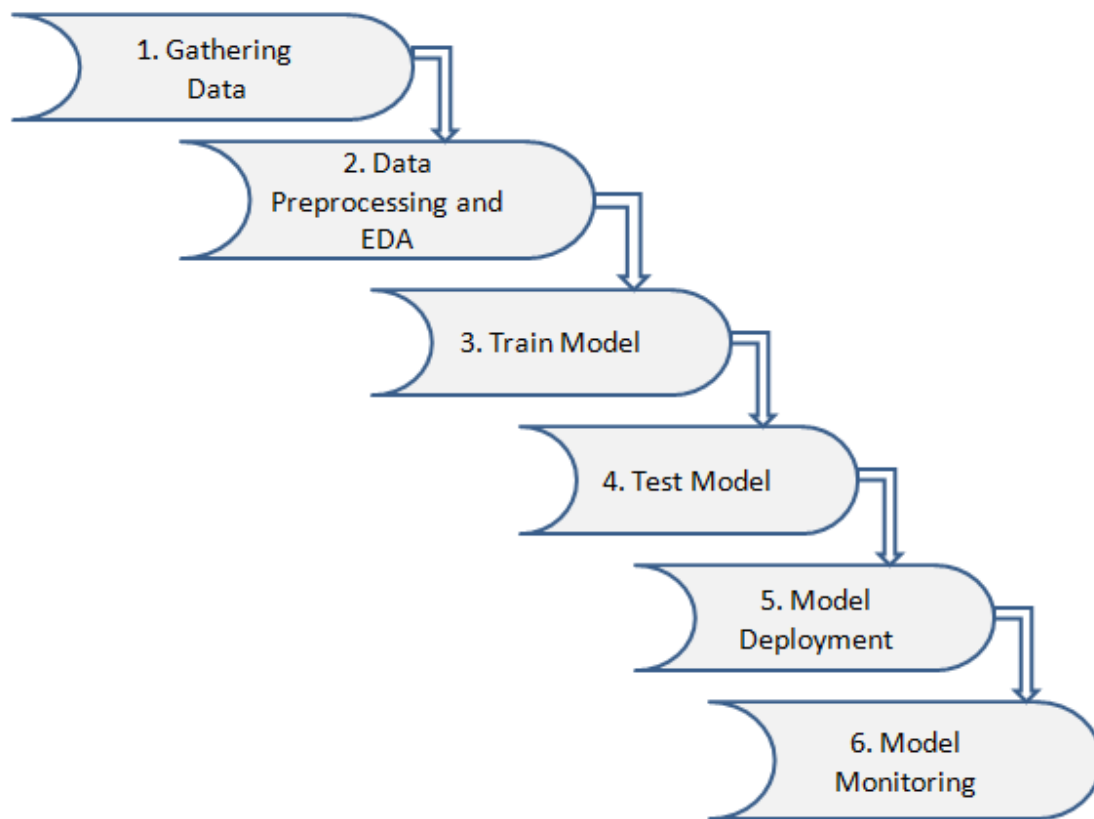 1. Gathering
Data
2. Data
Preprocessing and
EDA
3. Train Model
4. Test Model
5. Model
Deployment
6. Model
Monitoring